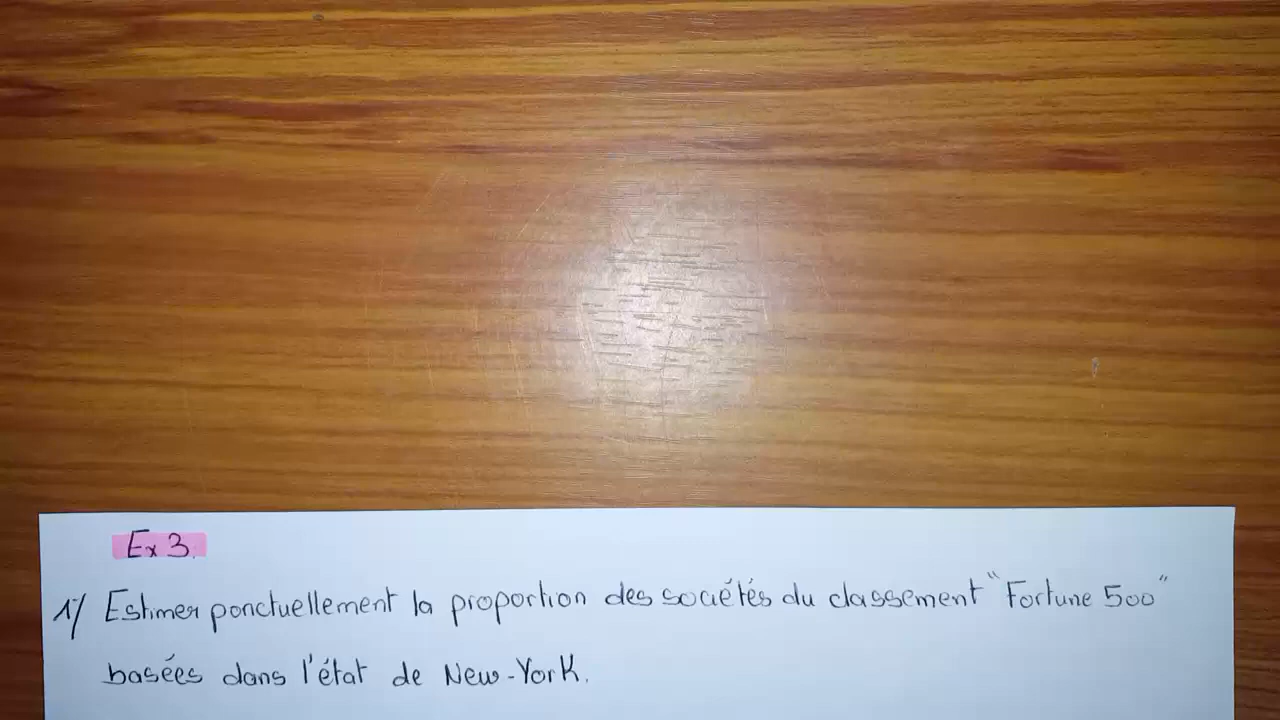 Ex 3.
1°/ Estimer ponctuellement la proportion des sociétés du classement "Fortune 500"
basées dans l'état de New-York.